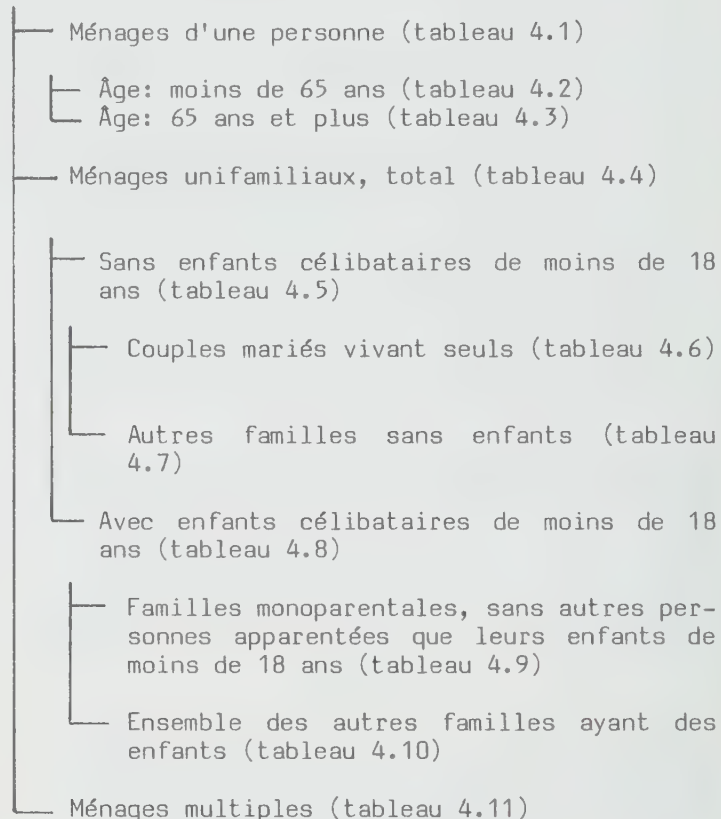 Ménages d'une personne (tableau 4.1)
Âge: moins de 65 ans (tableau 4.2)
Âge: 65 ans et plus (tableau 4.3)
Ménages unifamiliaux, total (tableau 4.4)
Sans enfants célibataires de moins de 18
ans (tableau 4.5)
Couples mariés vivant seuls (tableau 4.6)
Autres familles sans enfants (tableau
4.7)
Avec enfants célibataires de moins de 18
ans (tableau 4.8)
Familles monoparentales, sans autres per-
sonnes apparentées que leurs enfants de
moins de 18 ans (tableau 4.9)
Ensemble des autres familles ayant des
enfants (tableau 4.10)
Ménages multiples (tableau 4.11)